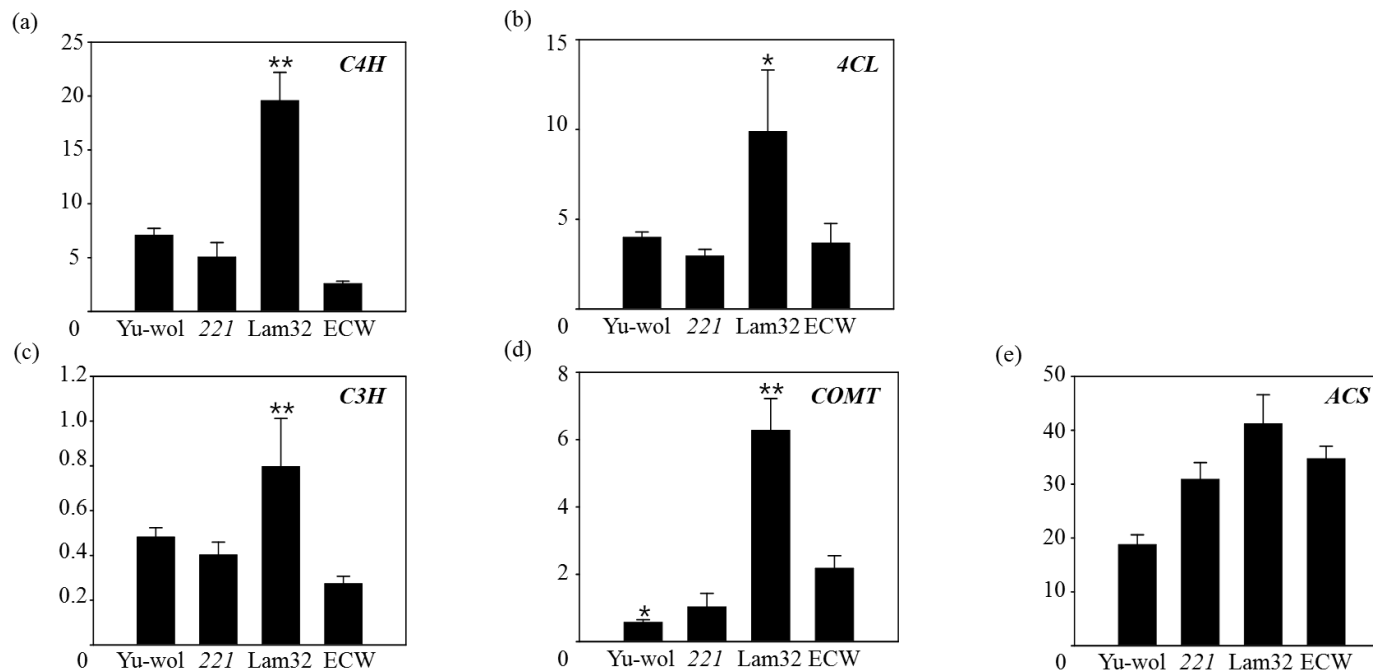 (a)
25
20
15
10
5
0
**
C4H
Yu-wol 221 Lam32 ECW
(b)
15
10
5
0
*
4CL
Yu-wol 221 Lam32 ECW
(c)
1.2
1.0
0.8
0.6
0.4
0.2
0
**
C3H
Yu-wol 221 Lam32 ECW
(d)
8
6
4
2
0
*
**
COMT
Yu-wol 221 Lam32 ECW
(e)
50
40
30
20
10
0
ACS
Yu-wol 221 Lam32 ECW